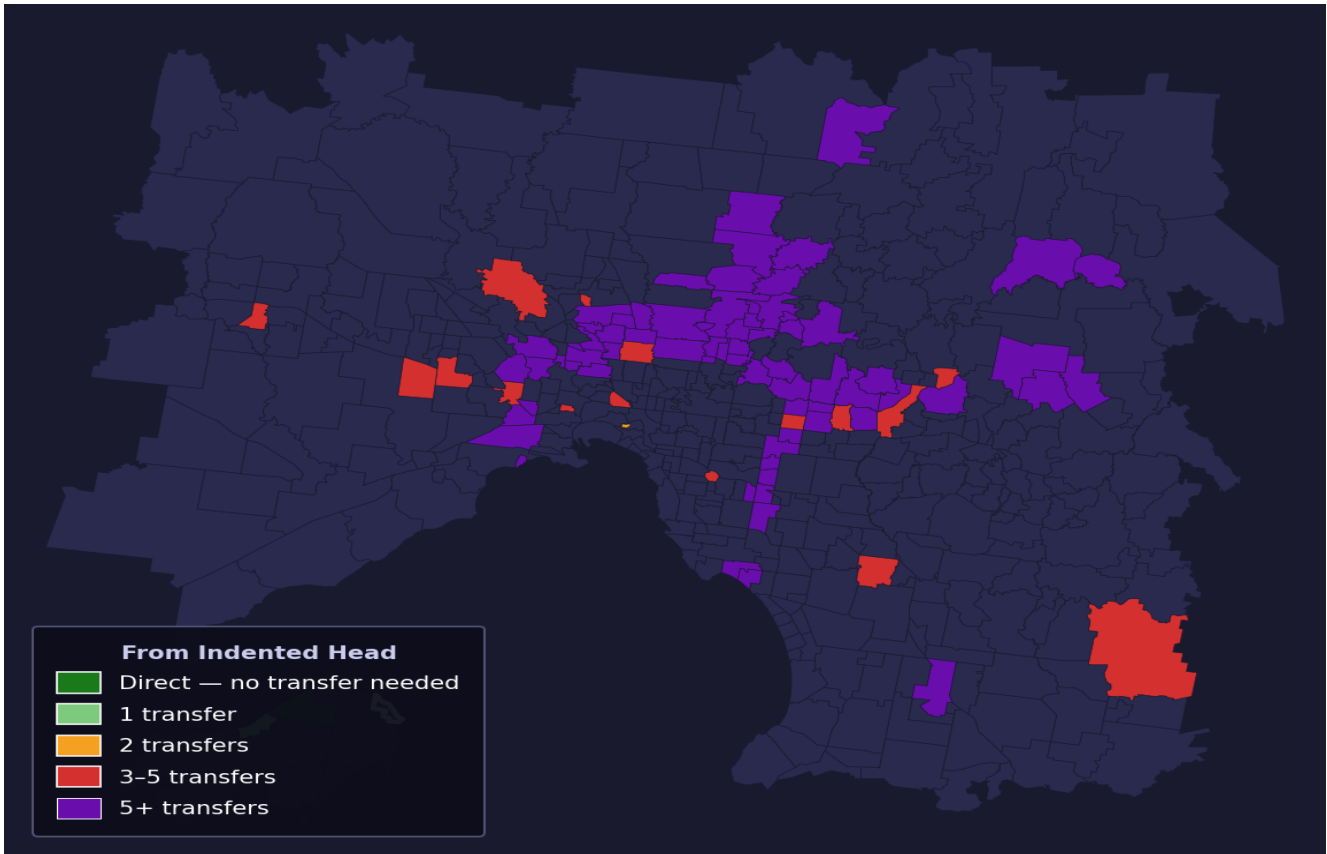 From Indented Head
Direct — no transfer needed
1 transfer
2 transfers
3–5 transfers
5+ transfers